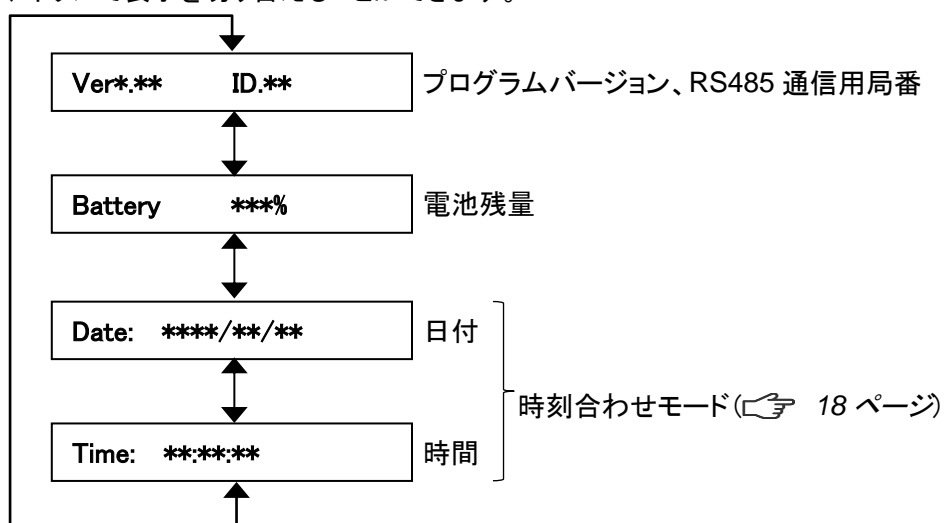 Ver*.** ID.** プログラムバージョン、RS485 通信用局番
Battery ***% 電池残量
Date: ****/**/** 日付
時刻合わせモード(☞ 18 ページ)
Time: **:**:** 時間